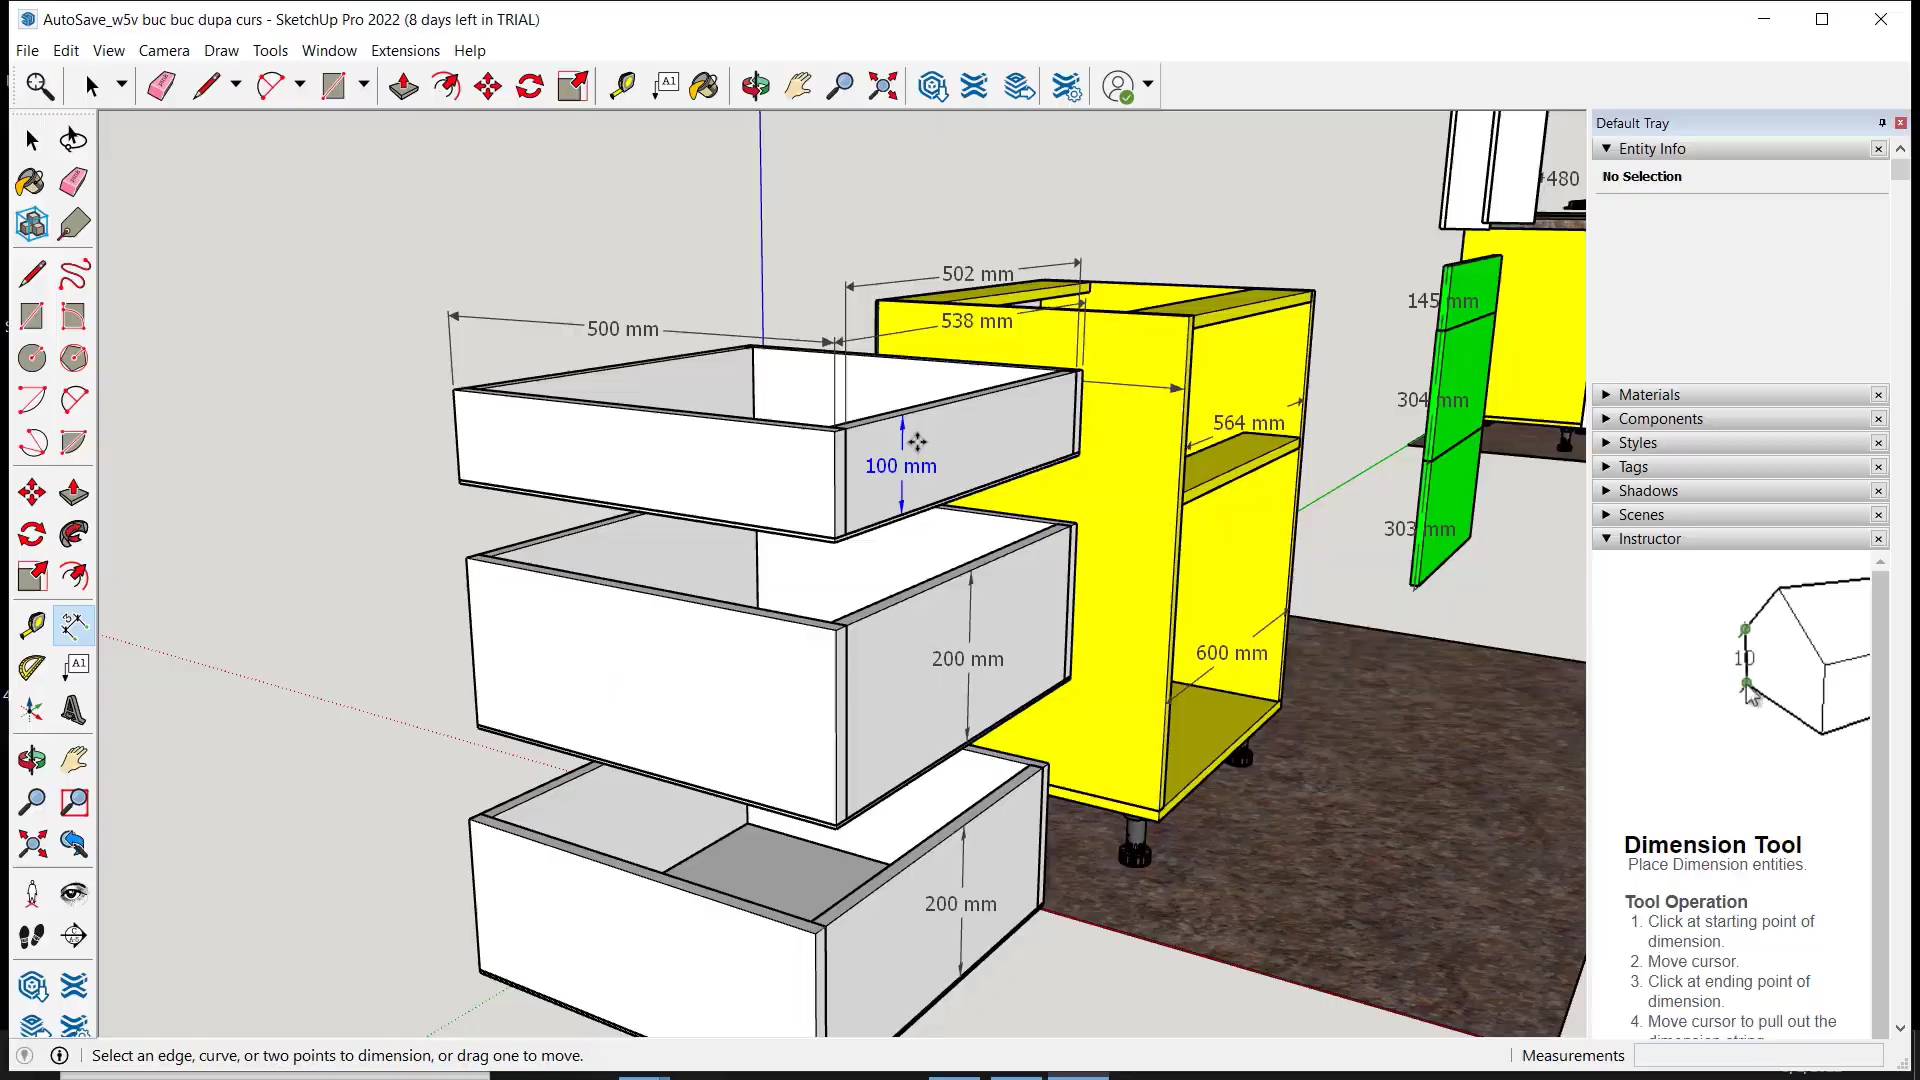 AutoSave_w5v buc buc dupa curs - SketchUp Pro 2022 (8 days left in TRIAL)
File Edit View Camera Draw Tools Window Extensions Help
A1
Default Tray
Entity Info
No Selection
480
502 mm
500 mm
538 mm
145 mm
304 mm
564 mm
100 mm
303 mm
200 mm
600 mm
200 mm
A1
Materials
Components
Styles
Tags
Shadows
Scenes
Instructor
10
Dimension Tool
Place Dimension entities.
Tool Operation
1. Click at starting point of
dimension.
2. Move cursor.
3. Click at ending point of
dimension.
4. Move cursor to pull out the
Select an edge, curve, or two points to dimension, or drag one to move.
Measurements